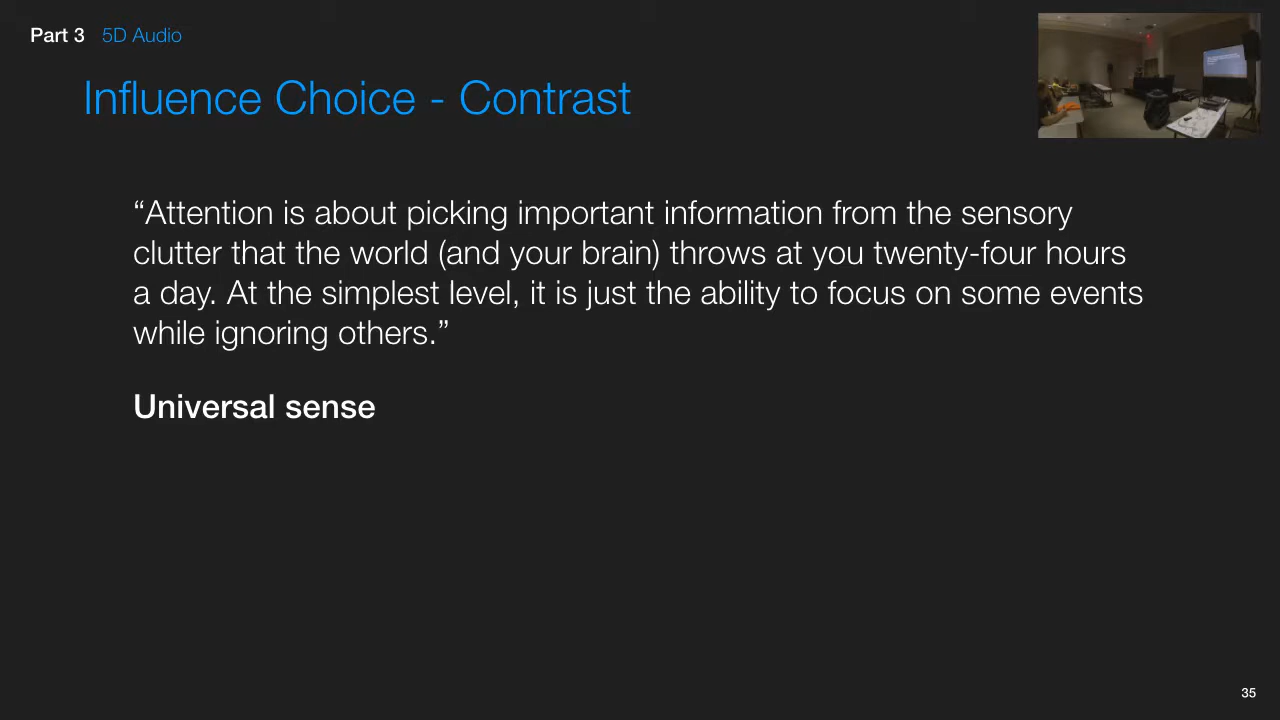 Part 3 5D Audio
Influence Choice - Contrast
“Attention is about picking important information from the sensory
clutter that the world (and your brain) throws at you twenty-four hours
a day. At the simplest level, it is just the ability to focus on some events
while ignoring others.”
Universal sense
35